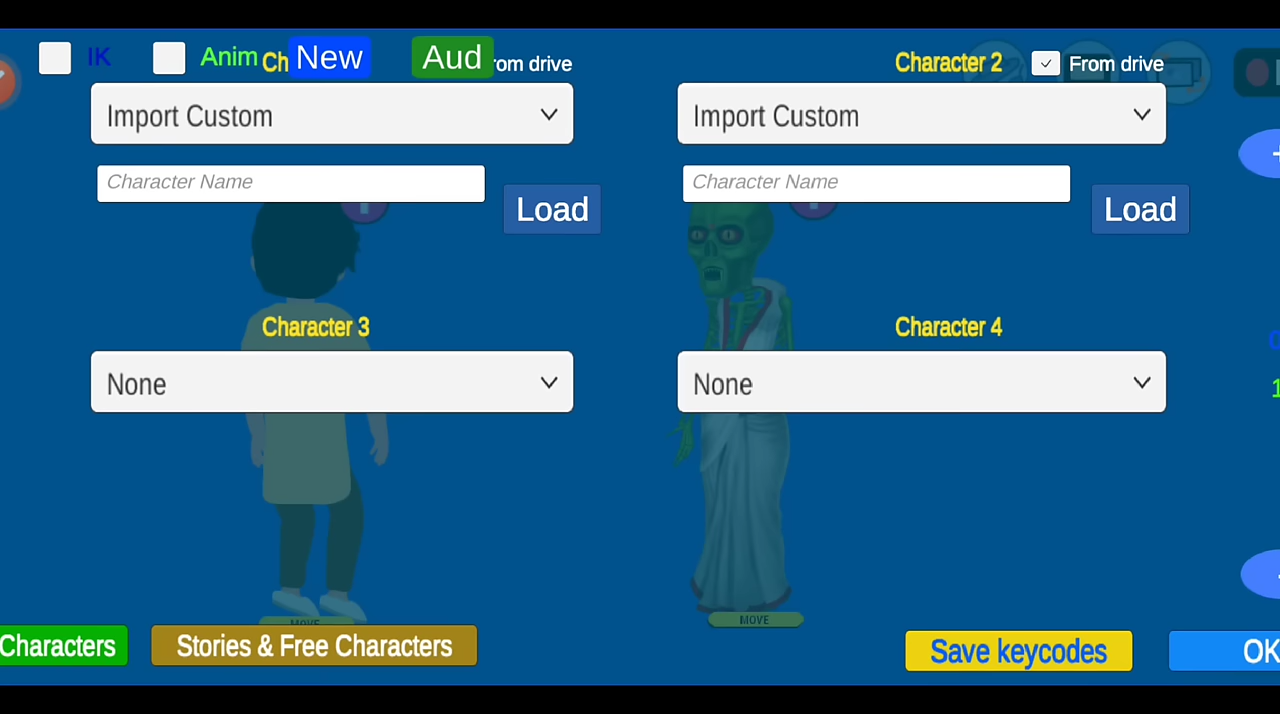 IK
Anim
Ch
New
Aud
rom drive
Character 2
From drive
Import Custom
Import Custom
Character Name
Character Name
Load
Load
Character 3
Character 4
None
None
MOVE
MOVE
Characters
Stories & Free Characters
Save keycodes
OK